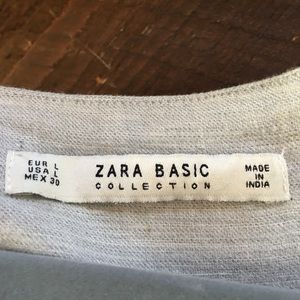 EUR L
USA L
MEX 30
ZARA BASIC
COLLECTION
MADE
IN
INDIA